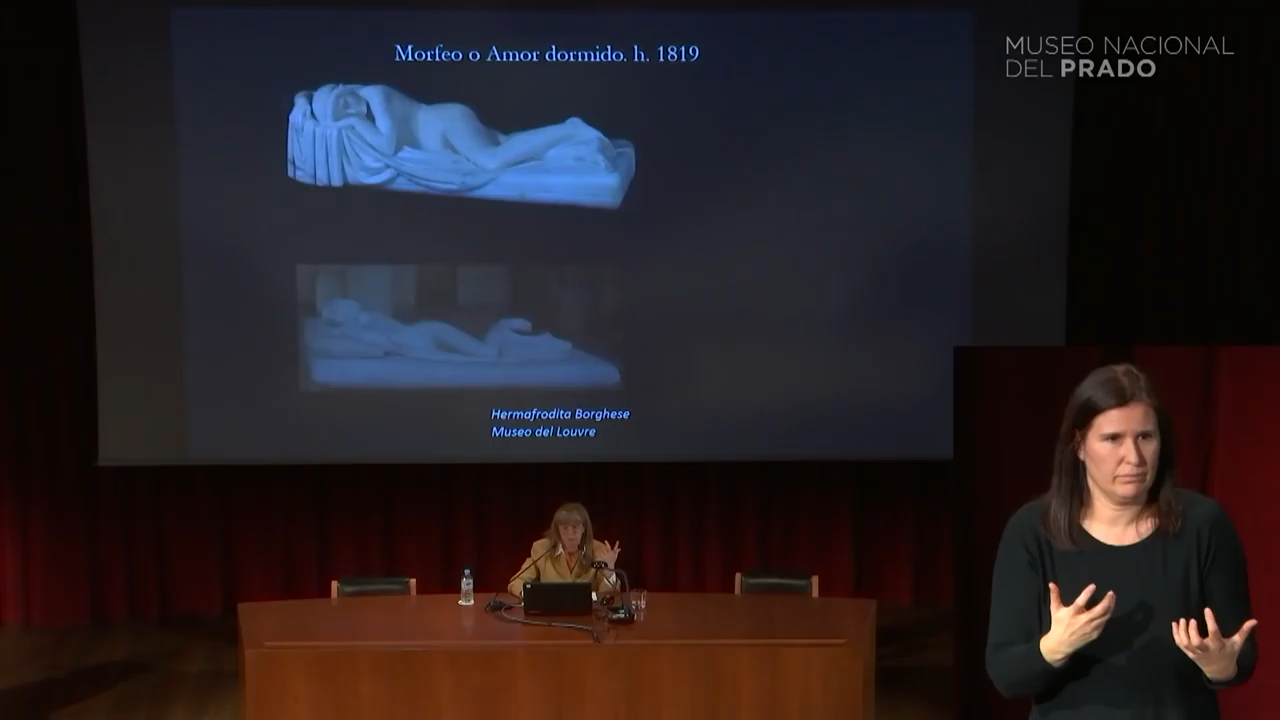 Morfeo o Amor dormido. h. 1819
MUSEO NACIONAL
DEL PRADO
Hermafrodita Borghese
Museo del Louvre